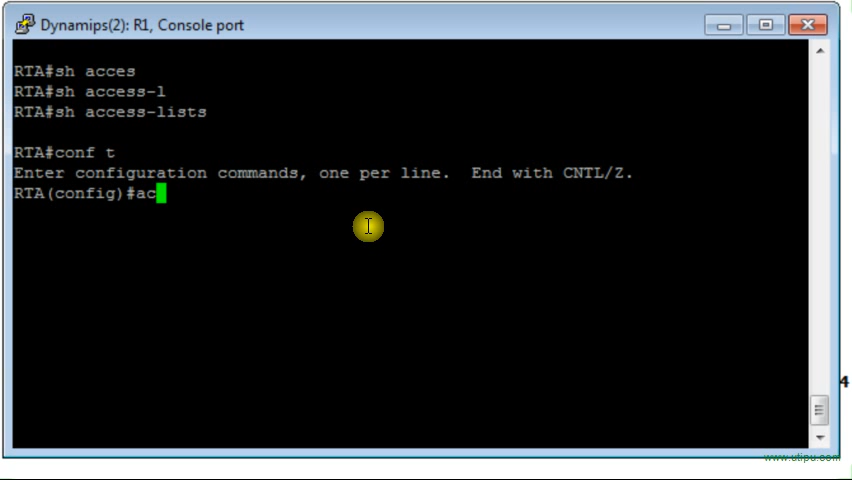 Dynamips(2): R1, Console port
RTA#sh acces
RTA#sh access-l
RTA#sh access-lists
RTA#conf t
Enter configuration commands, one per line.  End with CNTL/Z.
RTA(config)#ac
4
www.utipu.com